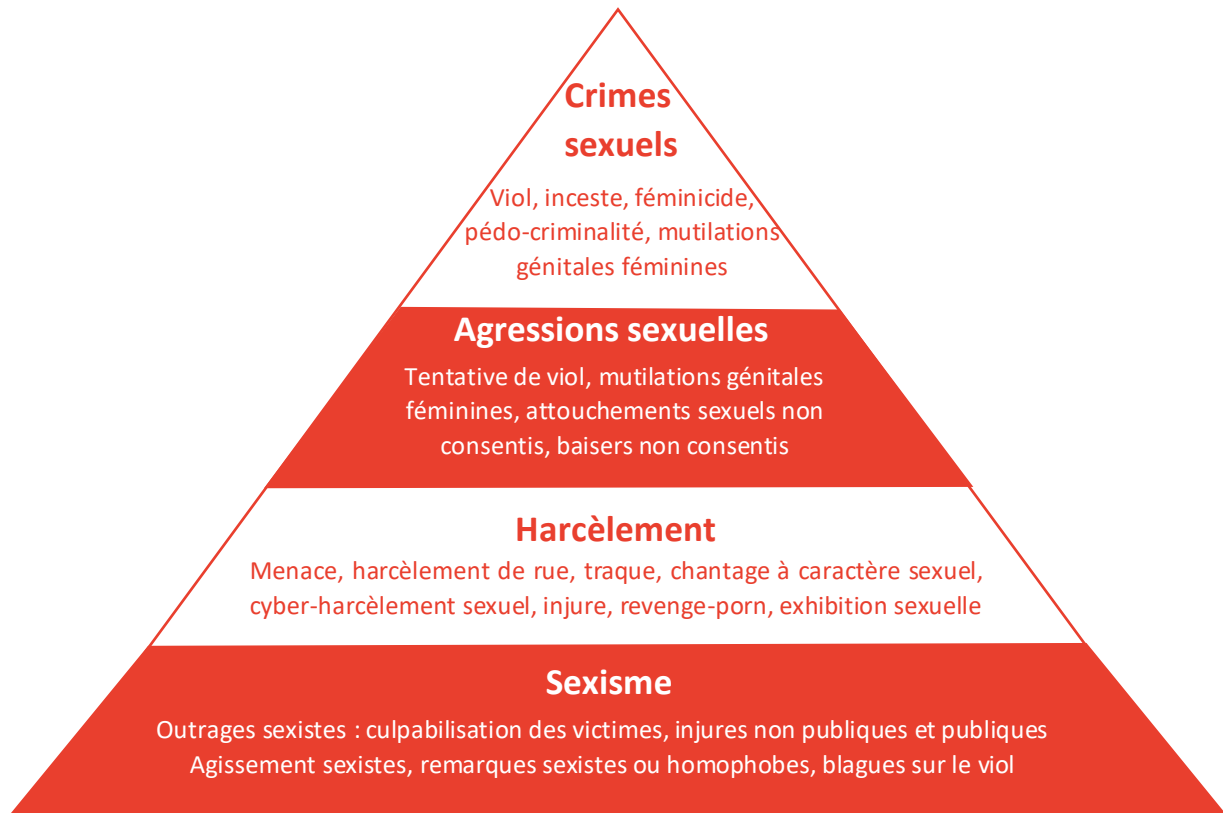 Crimes
sexuels
Viol, inceste, féminicide,
pédo-criminalité, mutilations
génitales féminines
Agressions sexuelles
Tentative de viol, mutilations génitales
féminines, attouchements sexuels non
consentis, baisers non consentis
Harcèlement
Menace, harcèlement de rue, traque, chantage à caractère sexuel,
cyber-harcèlement sexuel, injure, revenge-porn, exhibition sexuelle
Sexisme
Outrages sexistes : culpabilisation des victimes, injures non publiques et publiques
Agissement sexistes, remarques sexistes ou homophobes, blagues sur le viol